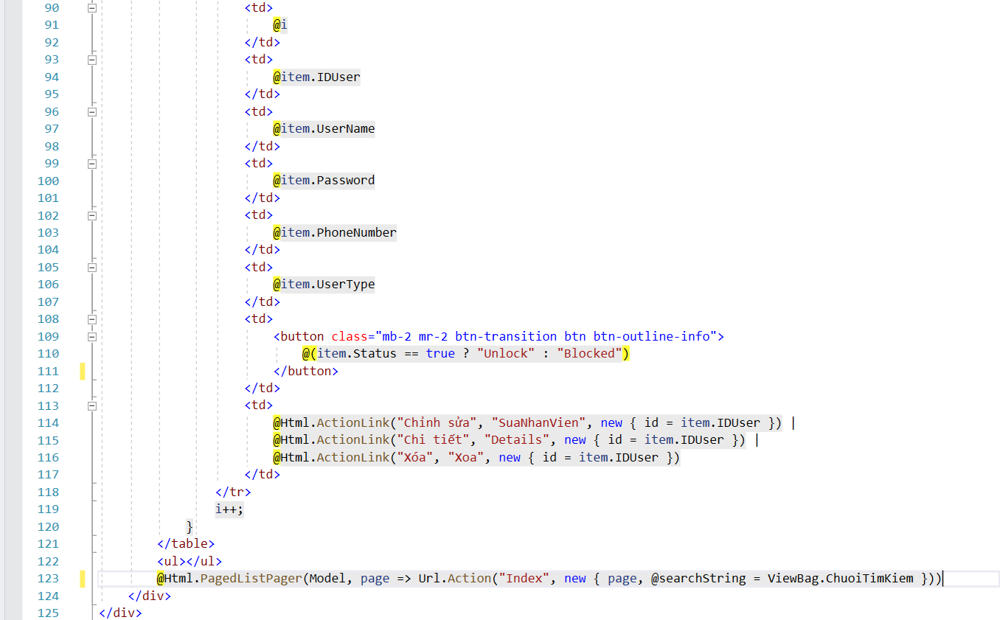 90 <td>
91 @i
92 </td>
93 <td>
94 @item.IDUser
95 </td>
96 <td>
97 @item.UserName
98 </td>
99 <td>
100 @item.Password
101 </td>
102 <td>
103 @item.PhoneNumber
104 </td>
105 <td>
106 @item.UserType
107 </td>
108 <td>
109 <button class="mb-2 mr-2 btn-transition btn btn-outline-info">
110 @(item.Status == true ? "Unlock" : "Blocked")
111 </button>
112 </td>
113 <td>
114 @Html.ActionLink("Chỉnh sửa", "SuaNhanVien", new { id = item.IDUser }) |
115 @Html.ActionLink("Chi tiết", "Details", new { id = item.IDUser }) |
116 @Html.ActionLink("Xóa", "Xoa", new { id = item.IDUser })
117 </td>
118 </tr>
119 i++;
120 }
121 </table>
122 <ul></ul>
123 @Html.PagedListPager(Model, page => Url.Action("Index", new { page, @searchString = ViewBag.ChuoiTimKiem }))
124 </div>
125 </div>